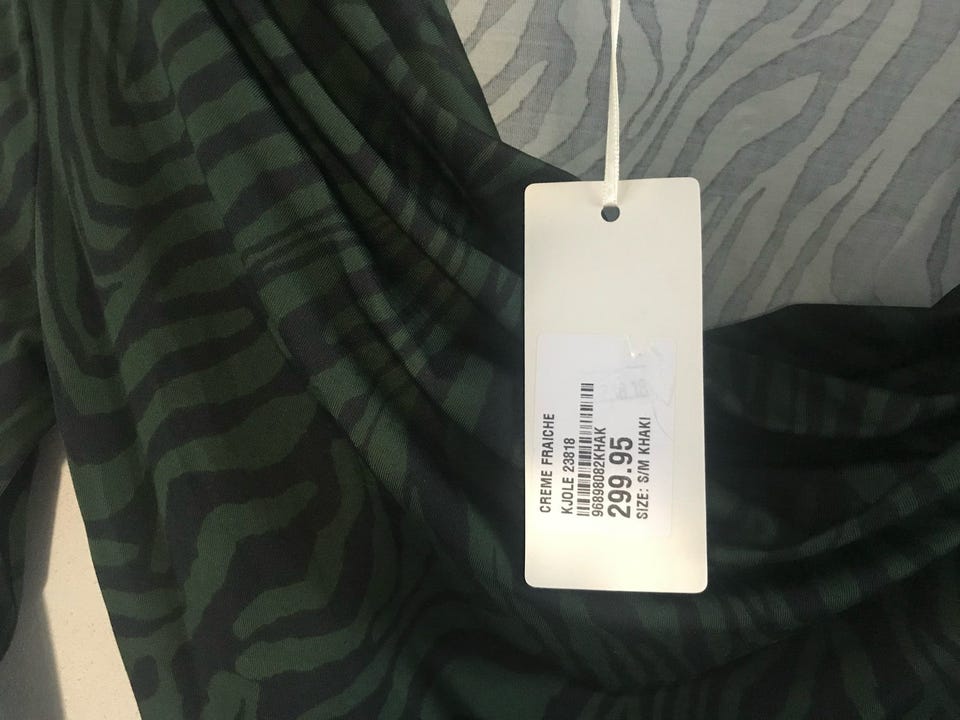 CREME FRAICHE
KJOLE 23818
96898082KHAK
299.95
SIZE: S/M KHAKI